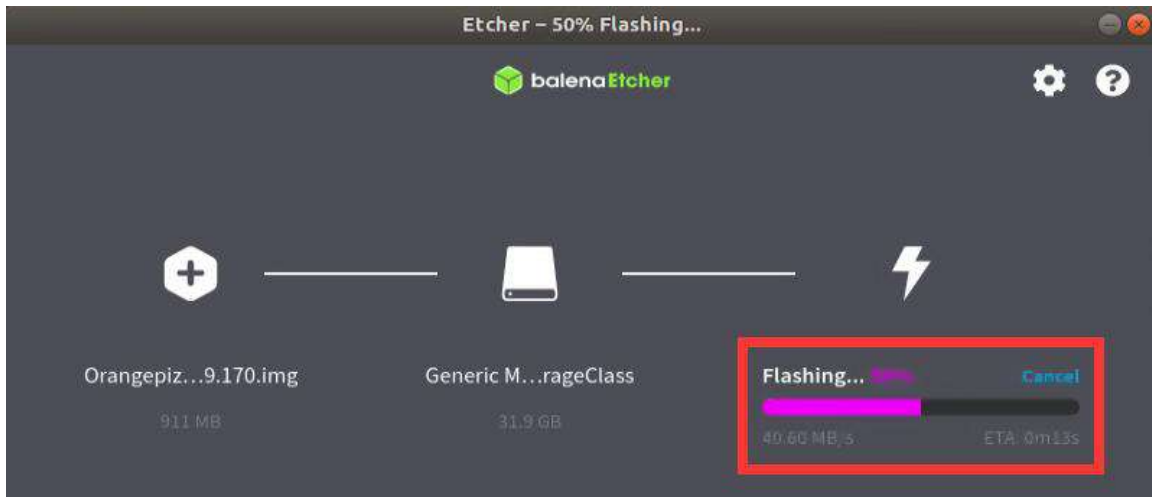 Etcher – 50% Flashing...
balenaEtcher
Orangepiz...9.170.img
911 MB
Generic M...rageClass
31.9 GB
Flashing... 50%
Cancel
40.60 MB/s
ETA: 0m13s